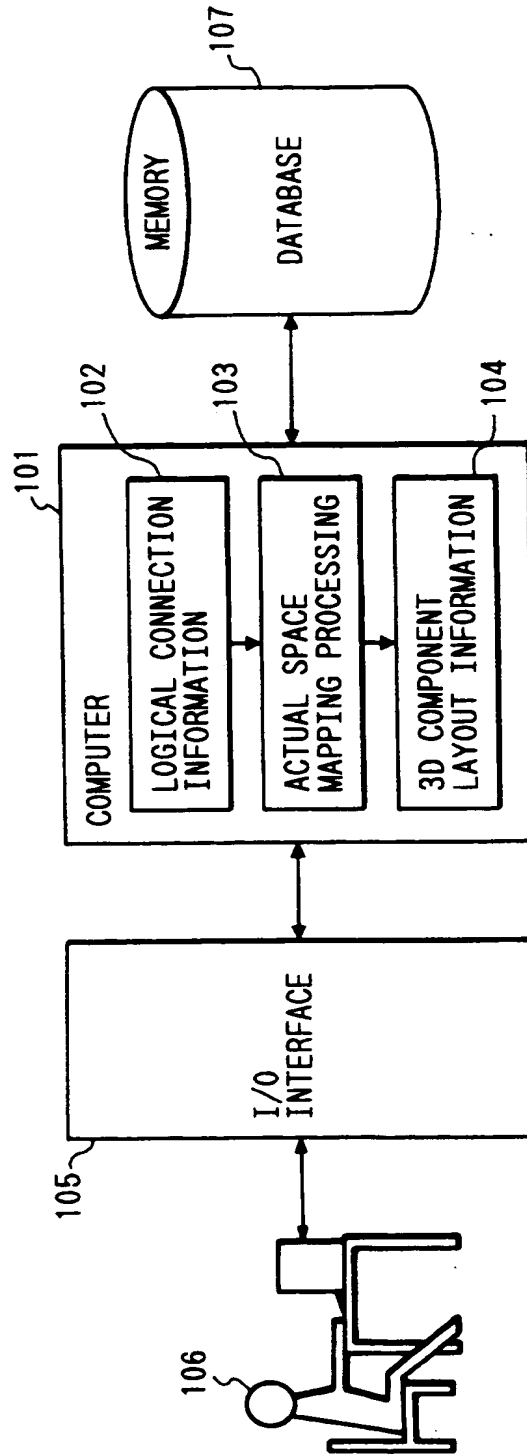 106
105
I/O
INTERFACE
101
COMPUTER
102
LOGICAL CONNECTION
INFORMATION
103
ACTUAL SPACE
MAPPING PROCESSING
104
3D COMPONENT
LAYOUT INFORMATION
107
MEMORY
DATABASE